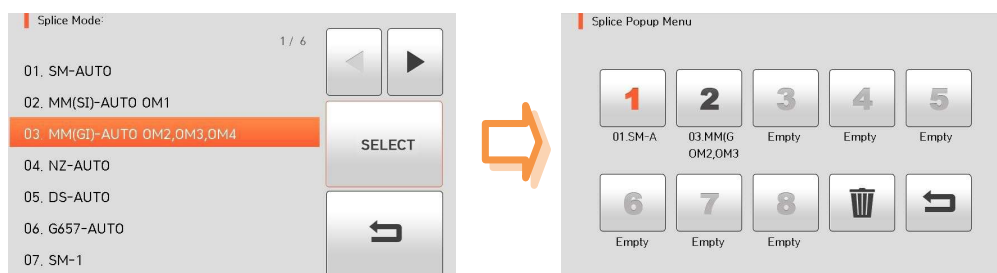 Splice Mode:
1 / 6
01. SM-AUTO
02. MM(SI)-AUTO OM1
03 MM(GI)-AUTO OM2,OM3,OM4
04. NZ-AUTO
05. DS-AUTO
06. G657-AUTO
07. SM-1
SELECT
Splice Popup Menu
1 2 3 4 5
01.SM-A 03.MM(G Empty Empty Empty
OM2,OM3
6 7 8
Empty Empty Empty